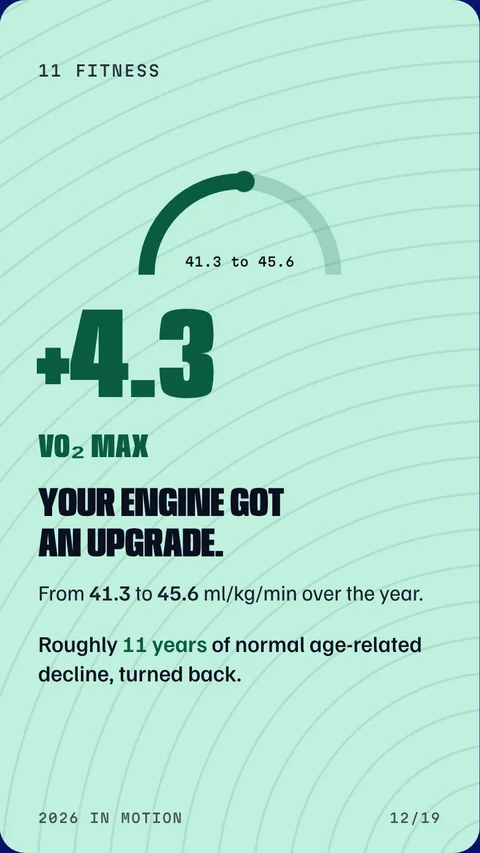 11 FITNESS
41.3 to 45.6
+4.3
VO₂ MAX
YOUR ENGINE GOT
AN UPGRADE.
From 41.3 to 45.6 ml/kg/min over the year.
Roughly 11 years of normal age-related
decline, turned back.
2026 IN MOTION
12/19